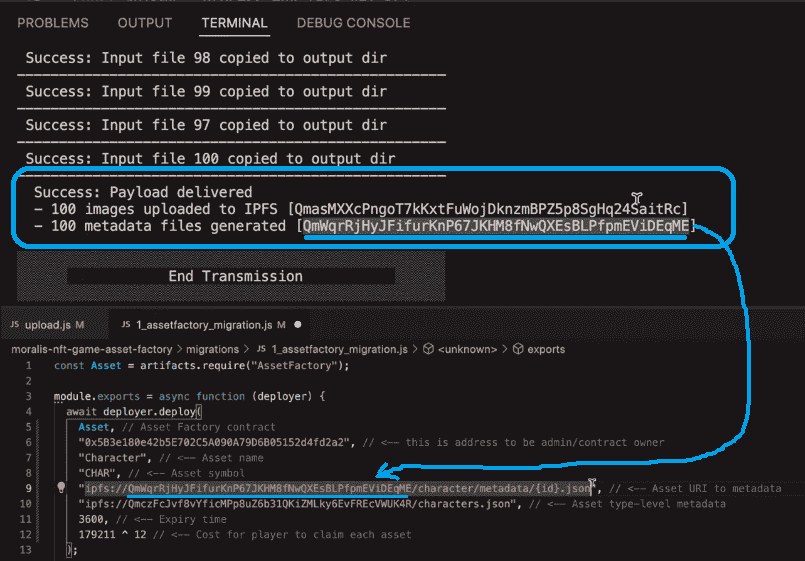 PROBLEMS OUTPUT TERMINAL DEBUG CONSOLE
Success: Input file 98 copied to output dir
Success: Input file 99 copied to output dir
Success: Input file 97 copied to output dir
Success: Input file 100 copied to output dir
Success: Payload delivered
- 100 images uploaded to IPFS [QmasMXXcPngoT7kKxtFuWojDknzmBPZ5p8SgHq24SaitRc]
- 100 metadata files generated [QmWqrRjHyJFifurKnP67JKHM8fNwQXEsBLPfpmEViDEqME]
End Transmission
JS upload.js M JS 1_assetfactory_migration.js M
moralis-nft-game-asset-factory > migrations > JS 1_assetfactory_migration.js > <unknown> > exports
1 const Asset = artifacts.require("AssetFactory");
2
3 module.exports = async function (deployer) {
4 await deployer.deploy(
5 Asset, // Asset Factory contract
6 "0x5B3e180e42b5E702C5A090A79D6B05152d4fd2a2", // <-- this is address to be admin/contract owner
7 "Character", // <-- Asset name
8 "CHAR", // <-- Asset symbol
9 "ipfs://QmWqrRjHyJFifurKnP67JKHM8fNwQXEsBLPfpmEViDEqME/character/metadata/{id}.json", // <-- Asset URI to metadata
10 "ipfs://QmczFcJvf8vYficMPp8uZ6b31QKiZMLky6EvFREcVWUK4R/characters.json", // <-- Asset type-level metadata
11 3600, // <-- Expiry time
12 179211 ^ 12 // <-- Cost for player to claim each asset
13 );